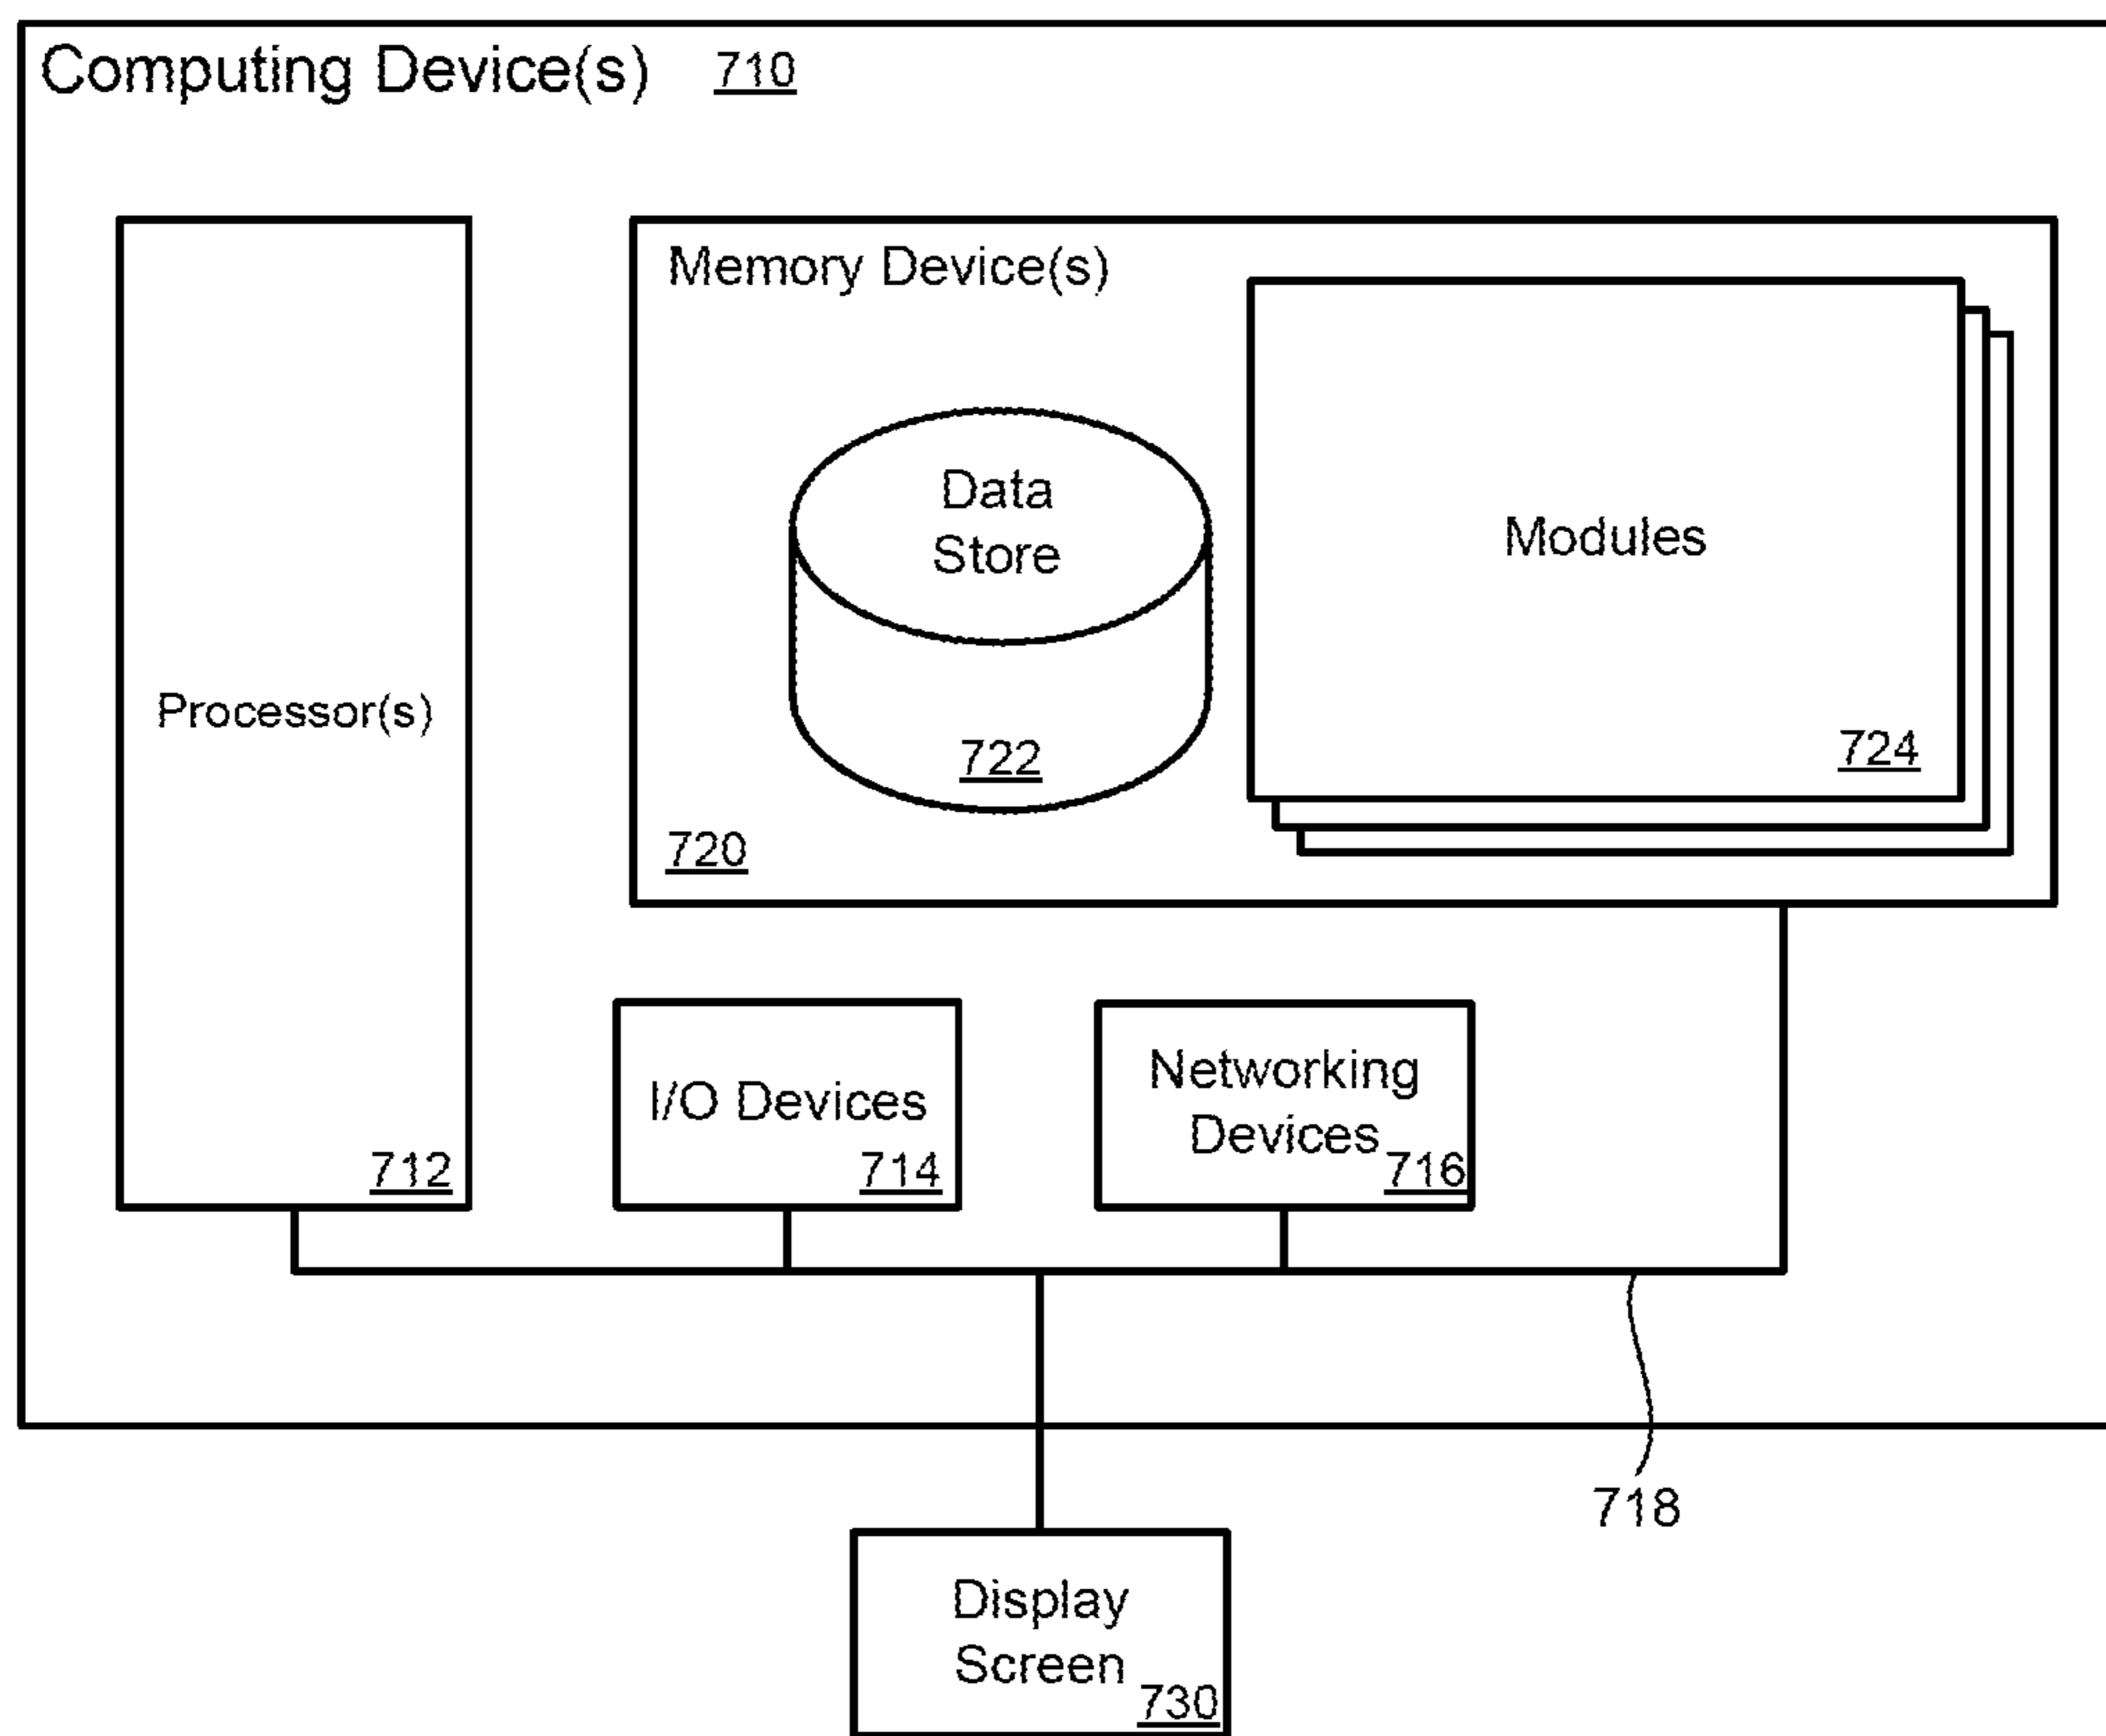 Computing Device(s) 710
Memory Device(s)
Data
Store
722
Modules
724
720
Processor(s)
712
I/O Devices
714
Networking
Devices
716
718
Display
Screen
730